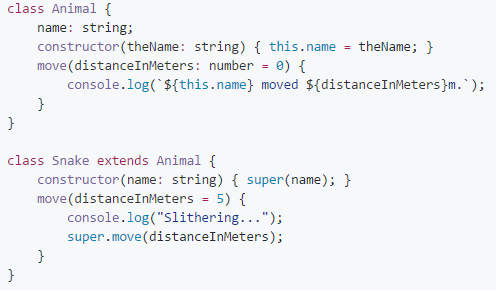 class Animal {
    name: string;
    constructor(theName: string) { this.name = theName; }
    move(distanceInMeters: number = 0) {
        console.log(`${this.name} moved ${distanceInMeters}m.`);
    }
}

class Snake extends Animal {
    constructor(name: string) { super(name); }
    move(distanceInMeters = 5) {
        console.log("Slithering...");
        super.move(distanceInMeters);
    }
}